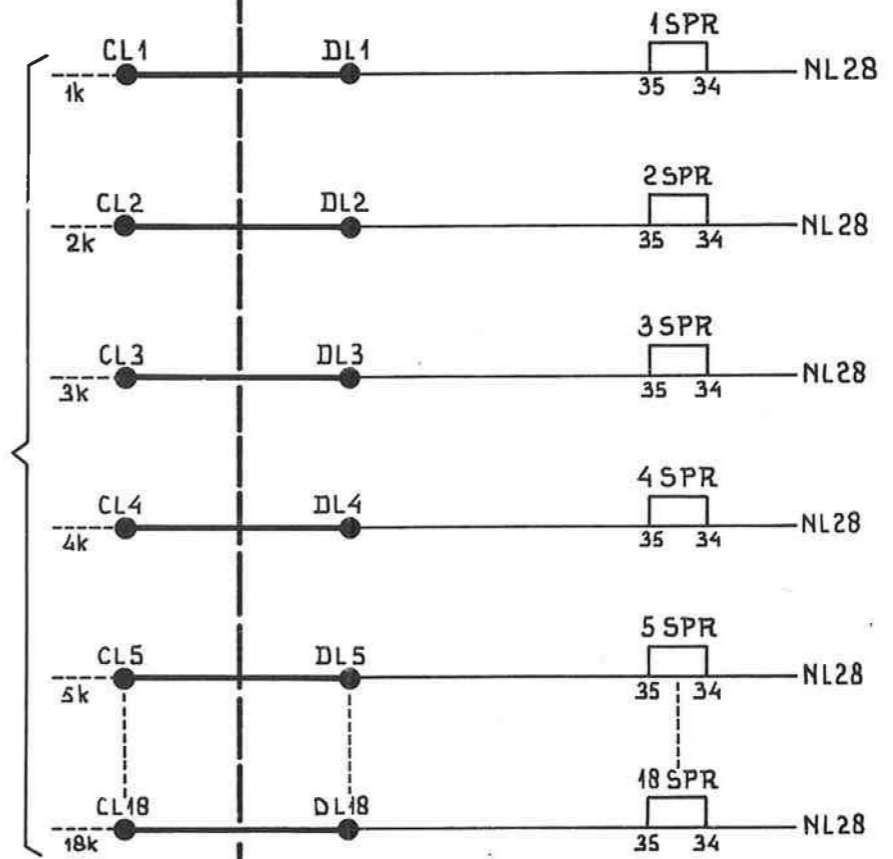 1SPR
CL1 DL1 NL28
1k 35 34
2SPR
CL2 DL2 NL28
2k 35 34
3SPR
CL3 DL3 NL28
3k 35 34
4SPR
CL4 DL4 NL28
4k 35 34
5SPR
CL5 DL5 NL28
5k 35 34
18SPR
CL18 DL18 NL28
18k 35 34